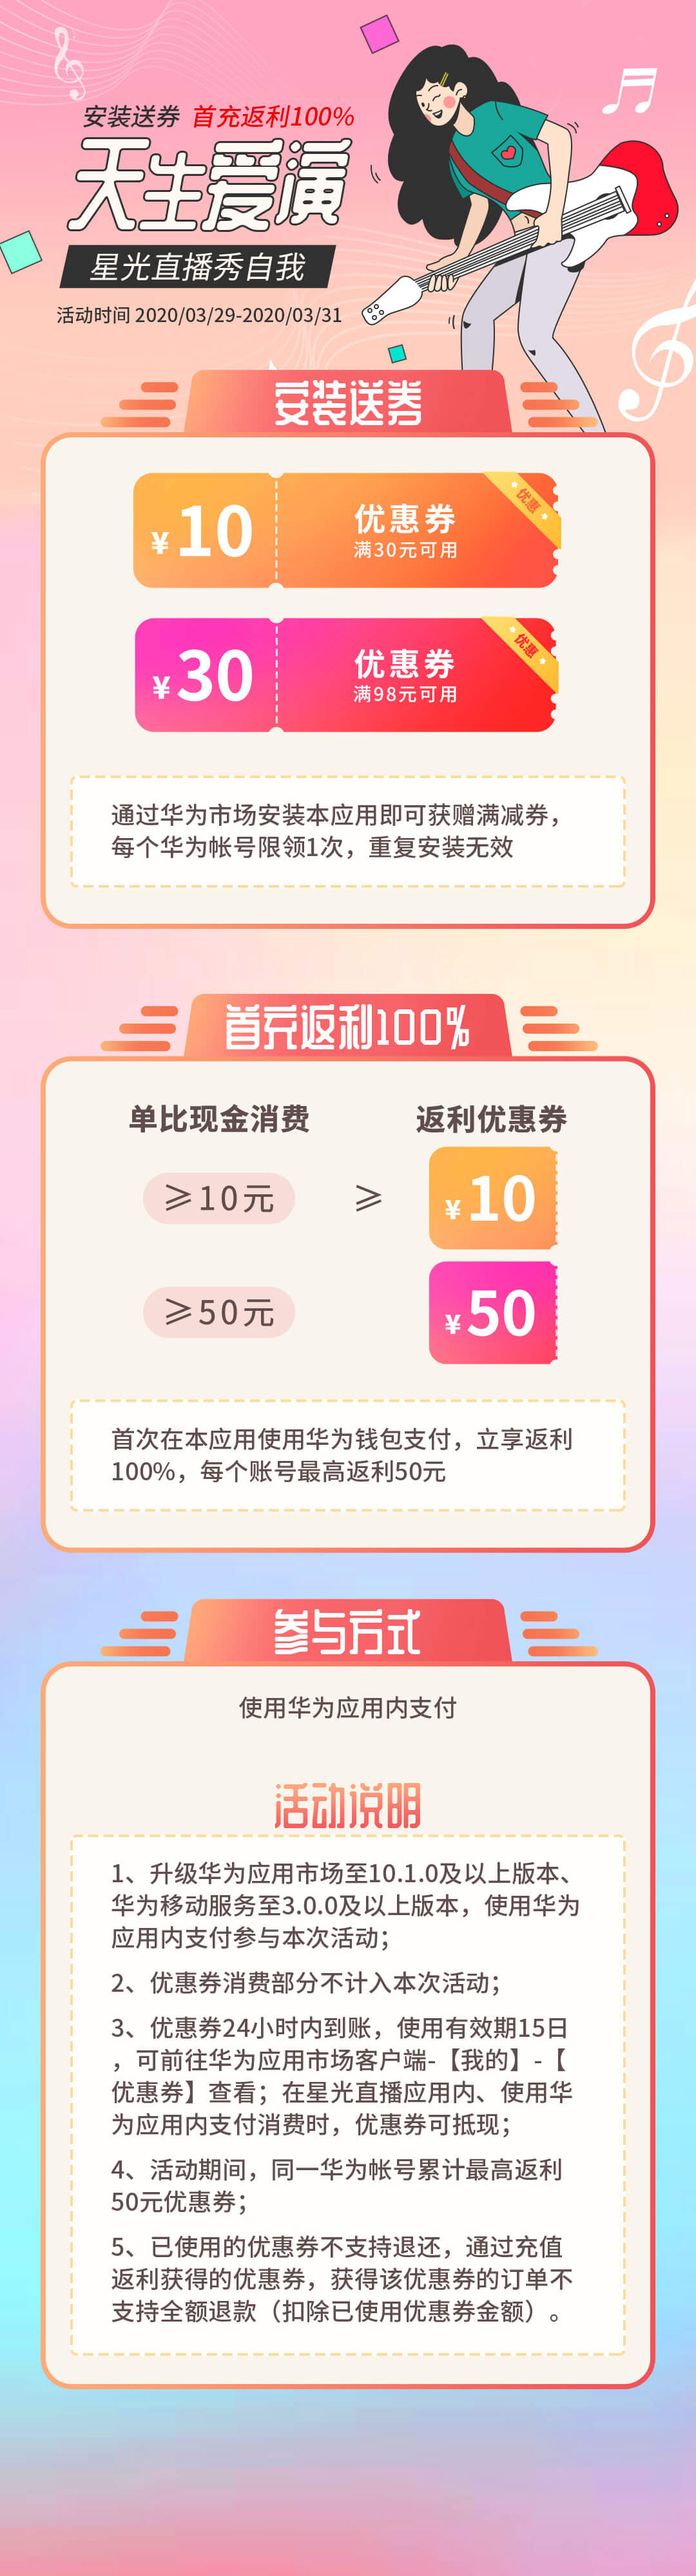 安装送券 首充返利100%
天生爱演
星光直播秀自我
活动时间 2020/03/29-2020/03/31
安装送券
¥10 优惠券 优惠
满30元可用
¥30 优惠券 优惠
满98元可用
通过华为市场安装本应用即可获赠满减券，
每个华为帐号限领1次，重复安装无效
首充返利100%
单比现金消费 返利优惠券
≥10元 ≥ ¥10
≥50元 ¥50
首次在本应用使用华为钱包支付，立享返利
100%，每个账号最高返利50元
参与方式
使用华为应用内支付
活动说明
1、升级华为应用市场至10.1.0及以上版本、
华为移动服务至3.0.0及以上版本，使用华为
应用内支付参与本次活动；
2、优惠券消费部分不计入本次活动；
3、优惠券24小时内到账，使用有效期15日
，可前往华为应用市场客户端-【我的】-【
优惠券】查看；在星光直播应用内、使用华
为应用内支付消费时，优惠券可抵现；
4、活动期间，同一华为帐号累计最高返利
50元优惠券；
5、已使用的优惠券不支持退还，通过充值
返利获得的优惠券，获得该优惠券的订单不
支持全额退款（扣除已使用优惠券金额）。